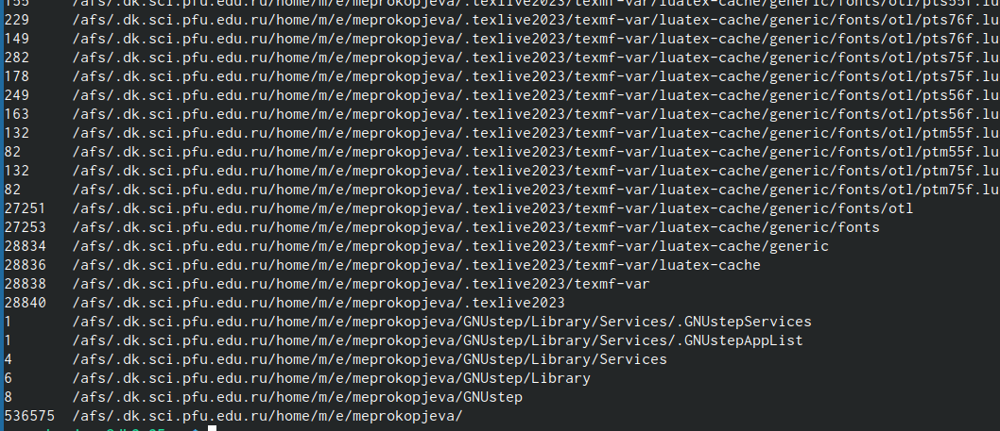 155 /afs/.dk.sci.pfu.edu.ru/home/m/e/meprokopjeva/.texlive2023/texmf-var/luatex-cache/generic/fonts/otl/pts55f.lu
229 /afs/.dk.sci.pfu.edu.ru/home/m/e/meprokopjeva/.texlive2023/texmf-var/luatex-cache/generic/fonts/otl/pts76f.lu
149 /afs/.dk.sci.pfu.edu.ru/home/m/e/meprokopjeva/.texlive2023/texmf-var/luatex-cache/generic/fonts/otl/pts76f.lu
282 /afs/.dk.sci.pfu.edu.ru/home/m/e/meprokopjeva/.texlive2023/texmf-var/luatex-cache/generic/fonts/otl/pts75f.lu
178 /afs/.dk.sci.pfu.edu.ru/home/m/e/meprokopjeva/.texlive2023/texmf-var/luatex-cache/generic/fonts/otl/pts75f.lu
249 /afs/.dk.sci.pfu.edu.ru/home/m/e/meprokopjeva/.texlive2023/texmf-var/luatex-cache/generic/fonts/otl/pts56f.lu
163 /afs/.dk.sci.pfu.edu.ru/home/m/e/meprokopjeva/.texlive2023/texmf-var/luatex-cache/generic/fonts/otl/pts56f.lu
132 /afs/.dk.sci.pfu.edu.ru/home/m/e/meprokopjeva/.texlive2023/texmf-var/luatex-cache/generic/fonts/otl/ptm55f.lu
82 /afs/.dk.sci.pfu.edu.ru/home/m/e/meprokopjeva/.texlive2023/texmf-var/luatex-cache/generic/fonts/otl/ptm55f.lu
132 /afs/.dk.sci.pfu.edu.ru/home/m/e/meprokopjeva/.texlive2023/texmf-var/luatex-cache/generic/fonts/otl/ptm75f.lu
82 /afs/.dk.sci.pfu.edu.ru/home/m/e/meprokopjeva/.texlive2023/texmf-var/luatex-cache/generic/fonts/otl/ptm75f.lu
27251 /afs/.dk.sci.pfu.edu.ru/home/m/e/meprokopjeva/.texlive2023/texmf-var/luatex-cache/generic/fonts/otl
27253 /afs/.dk.sci.pfu.edu.ru/home/m/e/meprokopjeva/.texlive2023/texmf-var/luatex-cache/generic/fonts
28834 /afs/.dk.sci.pfu.edu.ru/home/m/e/meprokopjeva/.texlive2023/texmf-var/luatex-cache/generic
28836 /afs/.dk.sci.pfu.edu.ru/home/m/e/meprokopjeva/.texlive2023/texmf-var/luatex-cache
28838 /afs/.dk.sci.pfu.edu.ru/home/m/e/meprokopjeva/.texlive2023/texmf-var
28840 /afs/.dk.sci.pfu.edu.ru/home/m/e/meprokopjeva/.texlive2023
1 /afs/.dk.sci.pfu.edu.ru/home/m/e/meprokopjeva/GNUstep/Library/Services/.GNUstepServices
1 /afs/.dk.sci.pfu.edu.ru/home/m/e/meprokopjeva/GNUstep/Library/Services/.GNUstepAppList
4 /afs/.dk.sci.pfu.edu.ru/home/m/e/meprokopjeva/GNUstep/Library/Services
6 /afs/.dk.sci.pfu.edu.ru/home/m/e/meprokopjeva/GNUstep/Library
8 /afs/.dk.sci.pfu.edu.ru/home/m/e/meprokopjeva/GNUstep
536575 /afs/.dk.sci.pfu.edu.ru/home/m/e/meprokopjeva/